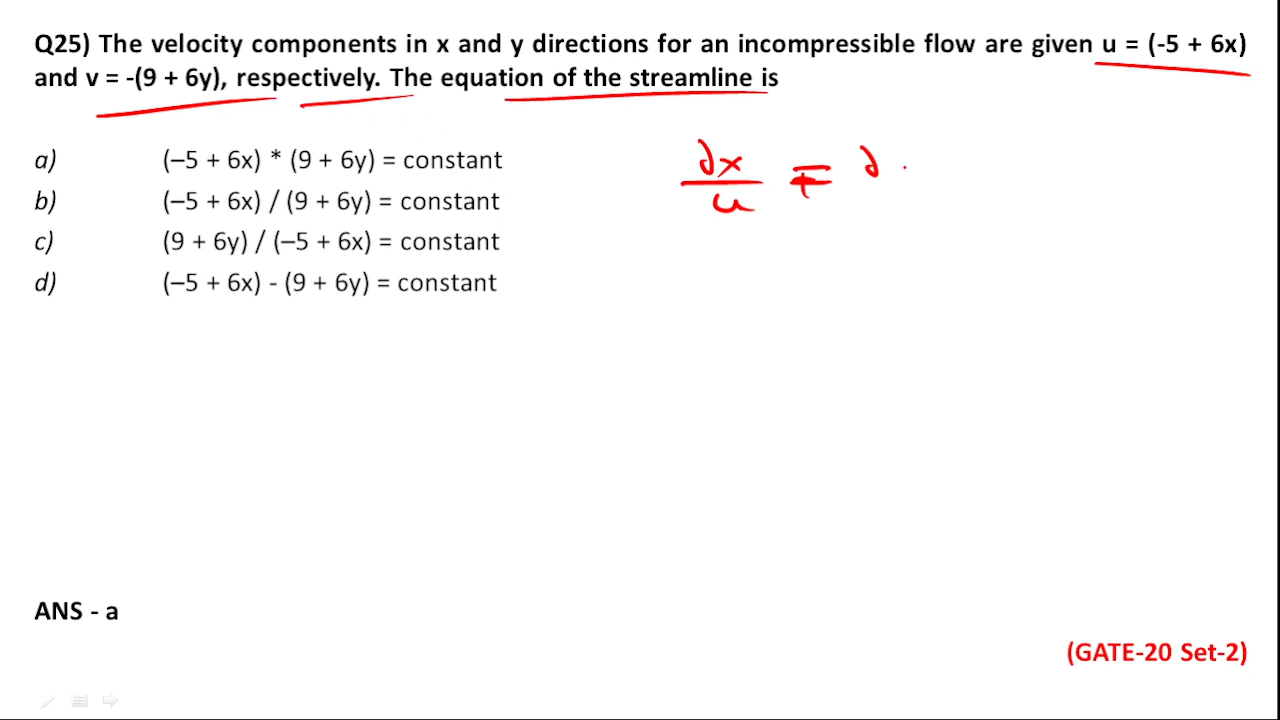 Q25) The velocity components in x and y directions for an incompressible flow are given u = (-5 + 6x)
and v = -(9 + 6y), respectively. The equation of the streamline is
a) (–5 + 6x) * (9 + 6y) = constant
b) (–5 + 6x) / (9 + 6y) = constant
c) (9 + 6y) / (–5 + 6x) = constant
d) (–5 + 6x) - (9 + 6y) = constant
∂x/u = ∂
ANS - a
(GATE-20 Set-2)